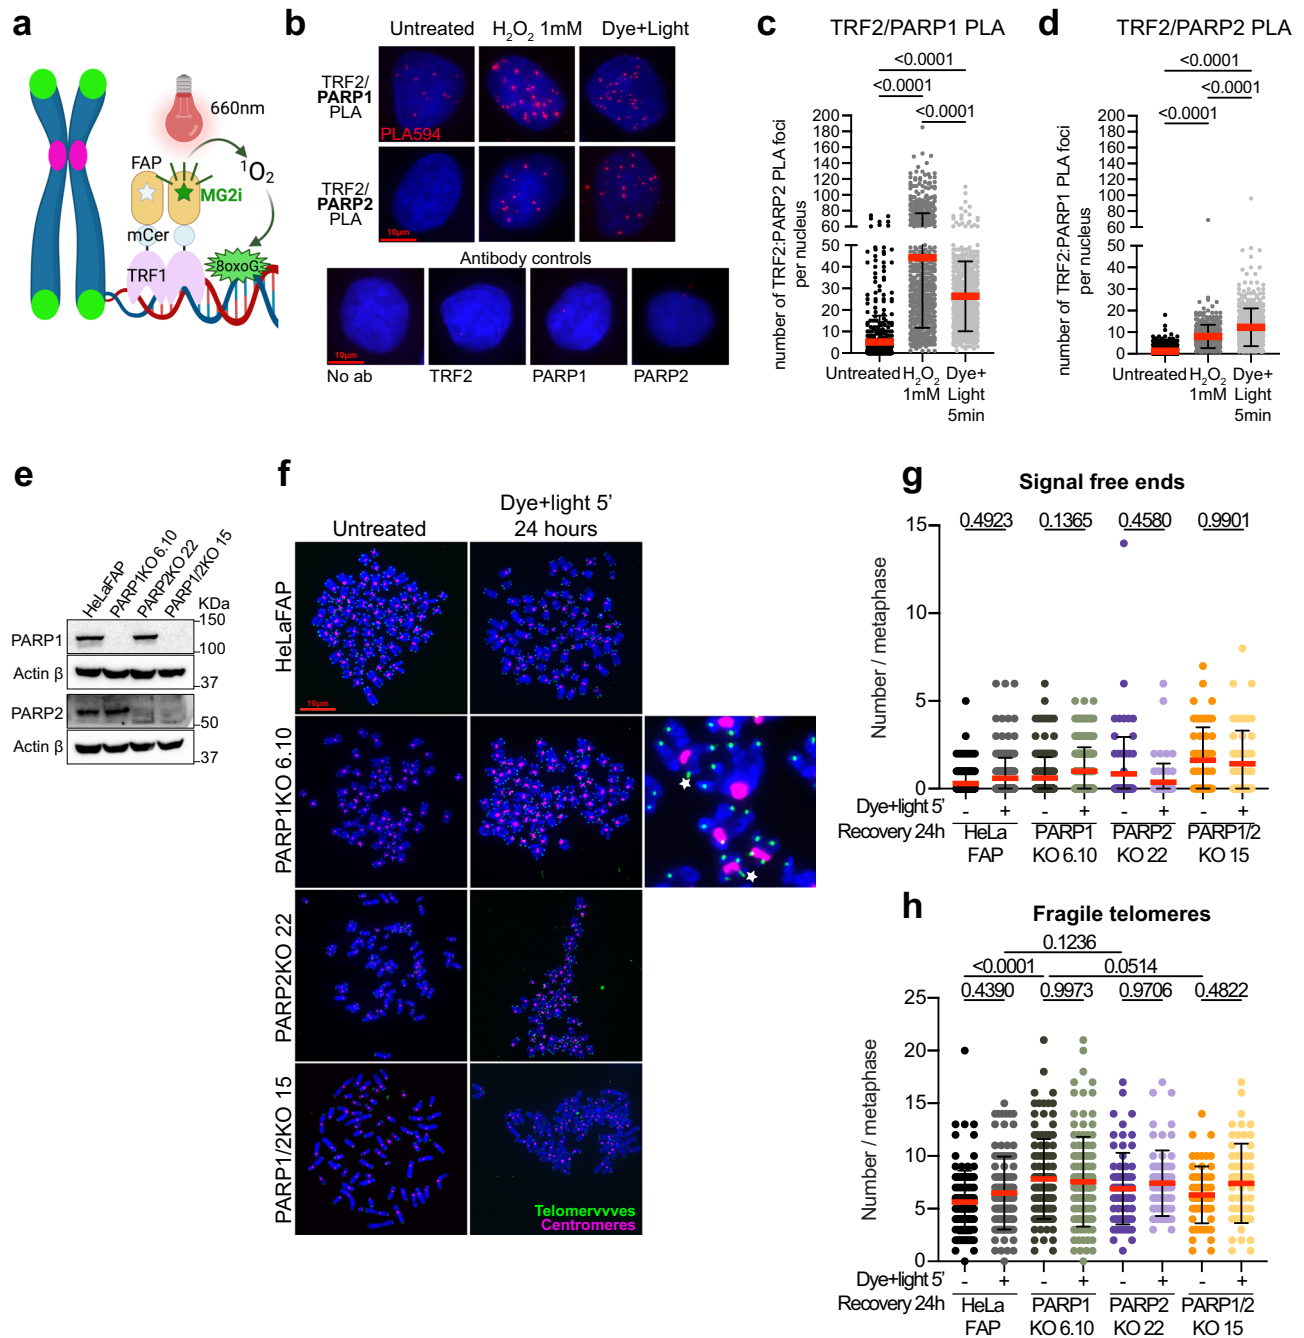 a
660nm
FAP
¹O₂
MG2i
mCer
8oxoG
TRF1
b
Untreated H₂O₂ 1mM Dye+Light
TRF2/
PARP1
PLA
PLA594
TRF2/
PARP2
PLA
10µm
Antibody controls
10µm
No ab TRF2 PARP1 PARP2
c
TRF2/PARP1 PLA
<0.0001
<0.0001
<0.0001
number of TRF2:PARP2 PLA foci
per nucleus
200
180
160
140
120
100
80
60
50
40
30
20
10
0
Untreated H₂O₂ 1mM Dye+ Light 5min
d
TRF2/PARP2 PLA
<0.0001
<0.0001
<0.0001
number of TRF2:PARP1 PLA foci
per nucleus
200
180
160
140
120
100
80
60
50
40
30
20
10
0
Untreated H₂O₂ 1mM Dye+ Light 5min
e
HeLaFAP
PARP1KO 6.10
PARP2KO 22
PARP1/2KO 15
KDa
PARP1
150
100
Actin β
37
PARP2
50
Actin β
37
f
Untreated
Dye+light 5'
24 hours
HeLaFAP
10µm
PARP1KO 6.10
PARP2KO 22
PARP1/2KO 15
Telomervvves
Centromeres
g
Signal free ends
0.4923 0.1365 0.4580 0.9901
Number / metaphase
15
10
5
0
Dye+light 5' - + - + - + - +
Recovery 24h
HeLa FAP
PARP1 KO 6.10
PARP2 KO 22
PARP1/2 KO 15
h
Fragile telomeres
0.1236
<0.0001 0.0514
0.4390 0.9973 0.9706 0.4822
Number / metaphase
25
20
15
10
5
0
Dye+light 5' - + - + - + - +
Recovery 24h
HeLa FAP
PARP1 KO 6.10
PARP2 KO 22
PARP1/2 KO 15